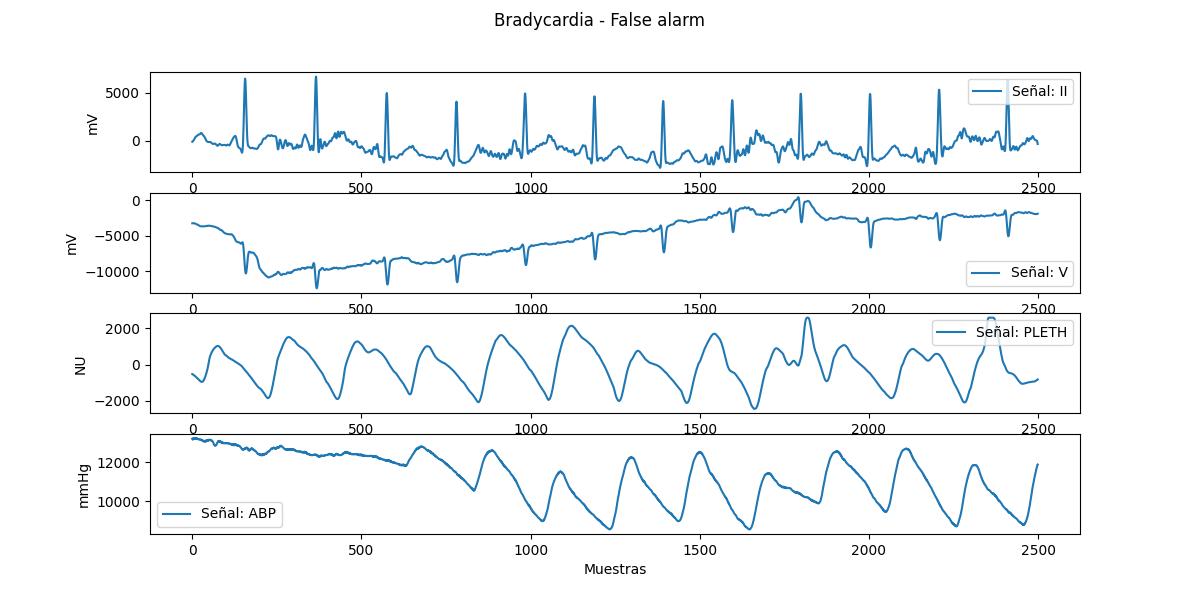 Bradycardia - False alarm
5000
0
mV
Señal: II
0 500 1000 1500 2000 2500
0
−5000
−10000
mV
Señal: V
0 500 1000 1500 2000 2500
2000
0
−2000
NU
Señal: PLETH
0 500 1000 1500 2000 2500
12000
10000
mmHg
Señal: ABP
0 500 1000 1500 2000 2500
Muestras